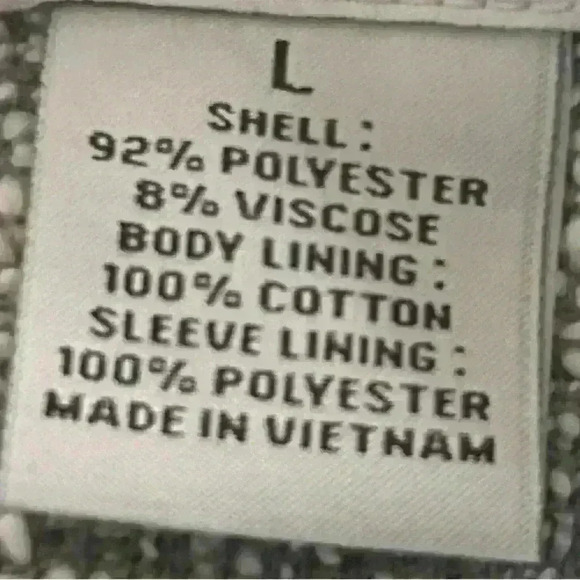 L
SHELL:
92% POLYESTER
8% VISCOSE
BODY LINING:
100% COTTON
SLEEVE LINING:
100% POLYESTER
MADE IN VIETNAM